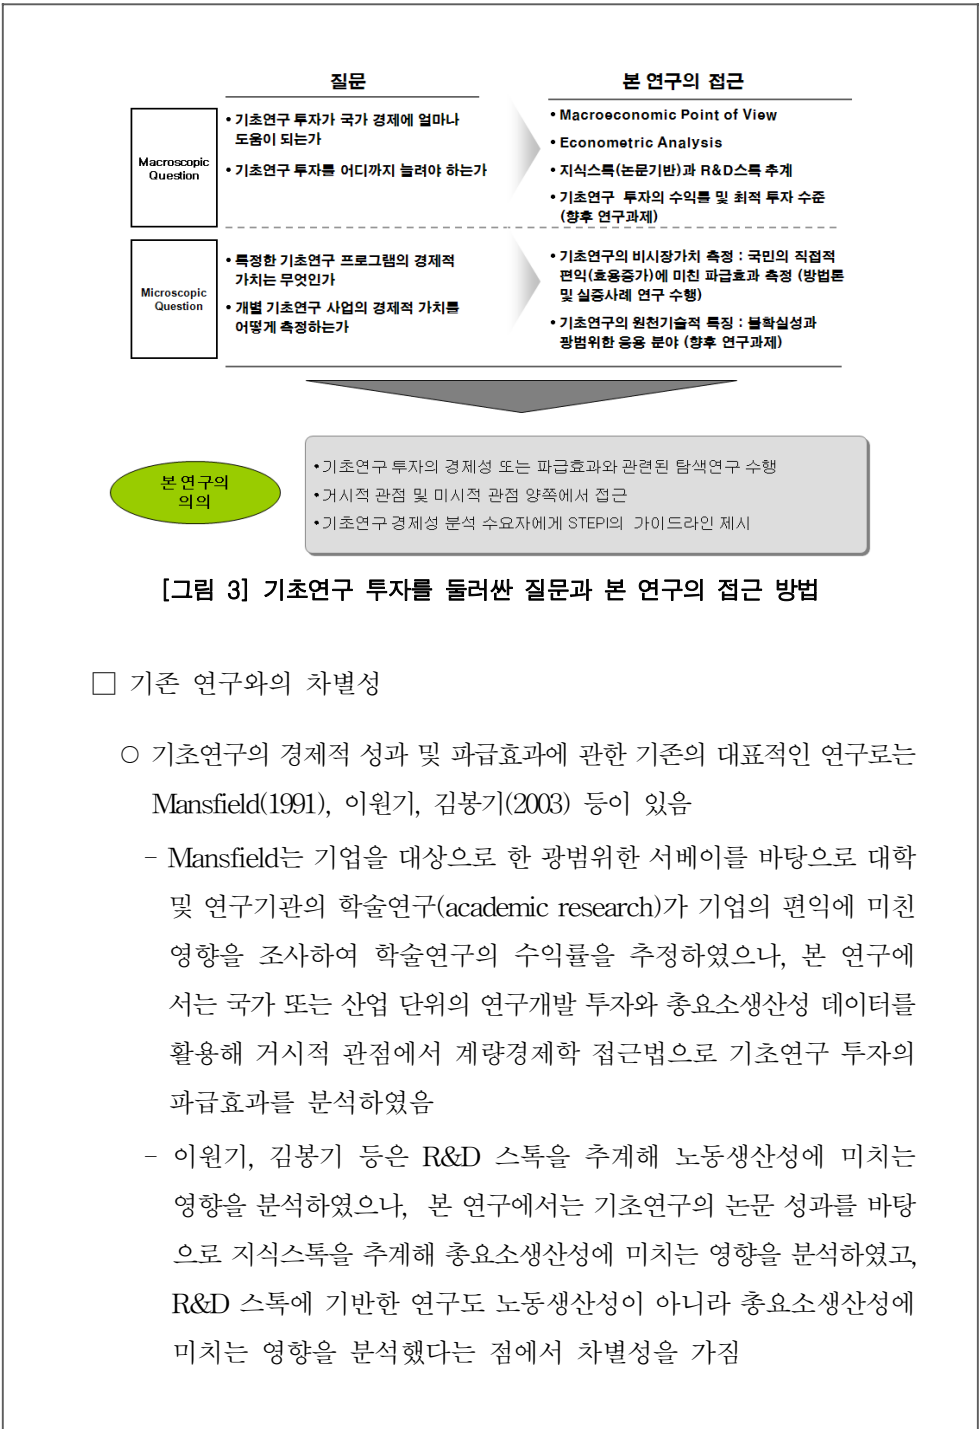 질문
본 연구의 접근
Macroscopic
Question
• 기초연구 투자가 국가 경제에 얼마나
도움이 되는가
• 기초연구 투자를 어디까지 늘려야 하는가
• Macroeconomic Point of View
• Econometric Analysis
• 지식스톡(논문기반)과 R&D스톡 추계
• 기초연구 투자의 수익률 및 최적 투자 수준
(향후 연구과제)
Microscopic
Question
• 특정한 기초연구 프로그램의 경제적
가치는 무엇인가
• 개별 기초연구 사업의 경제적 가치를
어떻게 측정하는가
• 기초연구의 비시장가치 측정 : 국민의 직접적
편익(효용증가)에 미친 파급효과 측정 (방법론
및 실증사례 연구 수행)
• 기초연구의 원천기술적 특징 : 불확실성과
광범위한 응용 분야 (향후 연구과제)
본 연구의
의의
• 기초연구 투자의 경제성 또는 파급효과와 관련된 탐색연구 수행
• 거시적 관점 및 미시적 관점 양쪽에서 접근
• 기초연구 경제성 분석 수요자에게 STEPI의 가이드라인 제시
[그림 3] 기초연구 투자를 둘러싼 질문과 본 연구의 접근 방법
□ 기존 연구와의 차별성
○ 기초연구의 경제적 성과 및 파급효과에 관한 기존의 대표적인 연구로는
Mansfield(1991), 이원기, 김봉기(2003) 등이 있음
- Mansfield는 기업을 대상으로 한 광범위한 서베이를 바탕으로 대학
및 연구기관의 학술연구(academic research)가 기업의 편익에 미친
영향을 조사하여 학술연구의 수익률을 추정하였으나, 본 연구에
서는 국가 또는 산업 단위의 연구개발 투자와 총요소생산성 데이터를
활용해 거시적 관점에서 계량경제학 접근법으로 기초연구 투자의
파급효과를 분석하였음
- 이원기, 김봉기 등은 R&D 스톡을 추계해 노동생산성에 미치는
영향을 분석하였으나, 본 연구에서는 기초연구의 논문 성과를 바탕
으로 지식스톡을 추계해 총요소생산성에 미치는 영향을 분석하였고,
R&D 스톡에 기반한 연구도 노동생산성이 아니라 총요소생산성에
미치는 영향을 분석했다는 점에서 차별성을 가짐